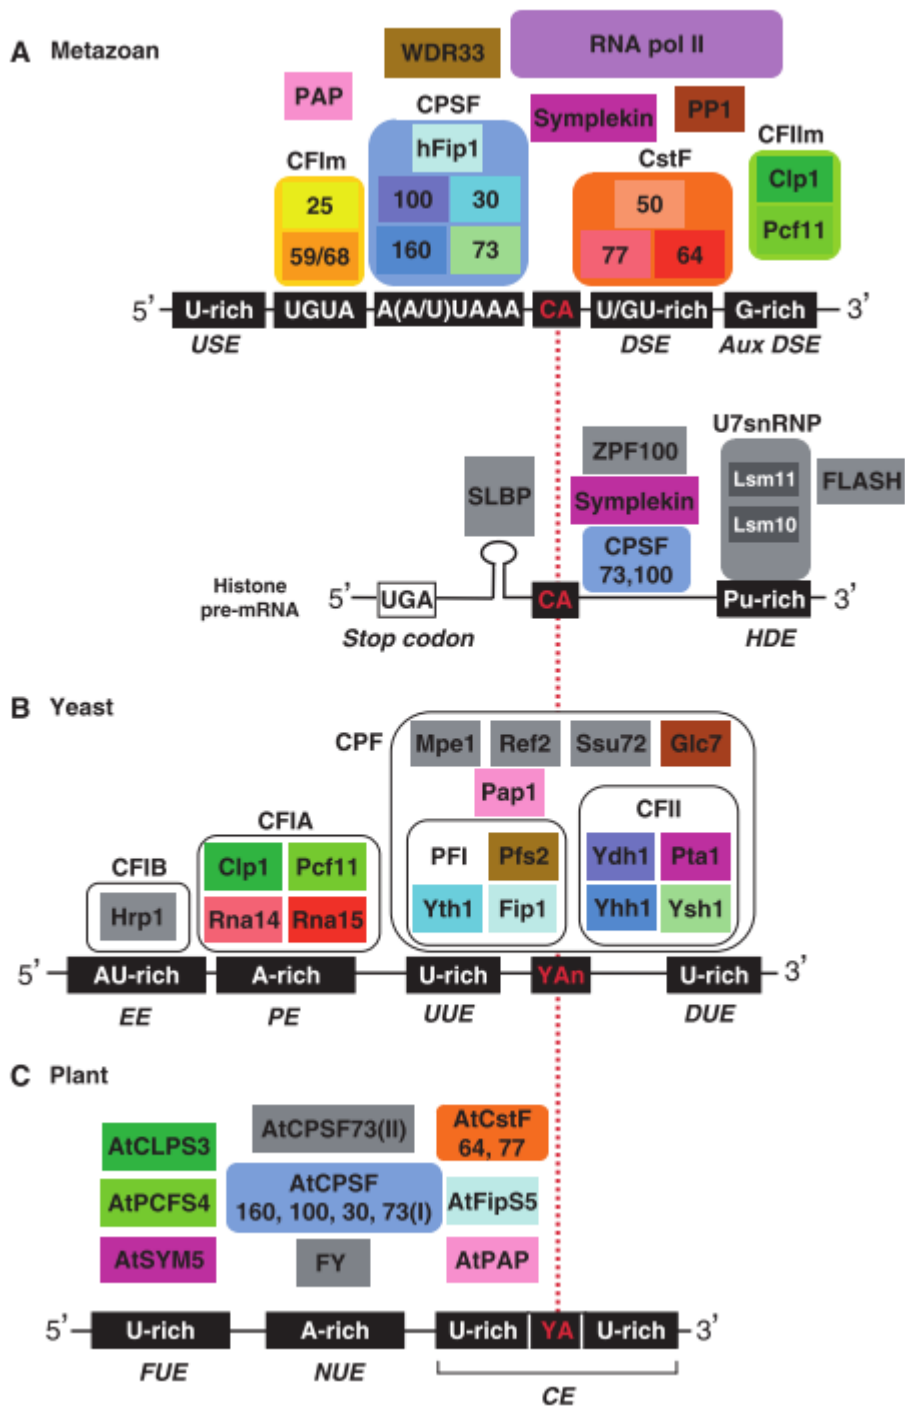 A Metazoan
WDR33
RNA pol II
PAP
CPSF
Symplekin
PP1
CFIm
hFip1
CstF
CFIIm
25
100
30
50
Clp1
59/68
160
73
77
64
Pcf11
5’
U-rich
UGUA
A(A/U)UAAA
CA
U/GU-rich
G-rich
3’
USE
DSE
Aux DSE
U7snRNP
ZPF100
SLBP
Lsm11
FLASH
Symplekin
Lsm10
CPSF
73,100
Histone
pre-mRNA
5’
UGA
CA
Pu-rich
3’
Stop codon
HDE
B Yeast
CPF
Mpe1
Ref2
Ssu72
Glc7
Pap1
CFII
CFIA
PFI
Pfs2
Ydh1
Pta1
CFIB
Clp1
Pcf11
Hrp1
Rna14
Rna15
Yth1
Fip1
Yhh1
Ysh1
5’
AU-rich
A-rich
U-rich
YAn
U-rich
3’
EE
PE
UUE
DUE
C Plant
AtCLPS3
AtCPSF73(II)
AtCstF
64, 77
AtPCFS4
AtCPSF
160, 100, 30, 73(I)
AtFipS5
AtSYM5
FY
AtPAP
5’
U-rich
A-rich
U-rich
YA
U-rich
3’
FUE
NUE
CE